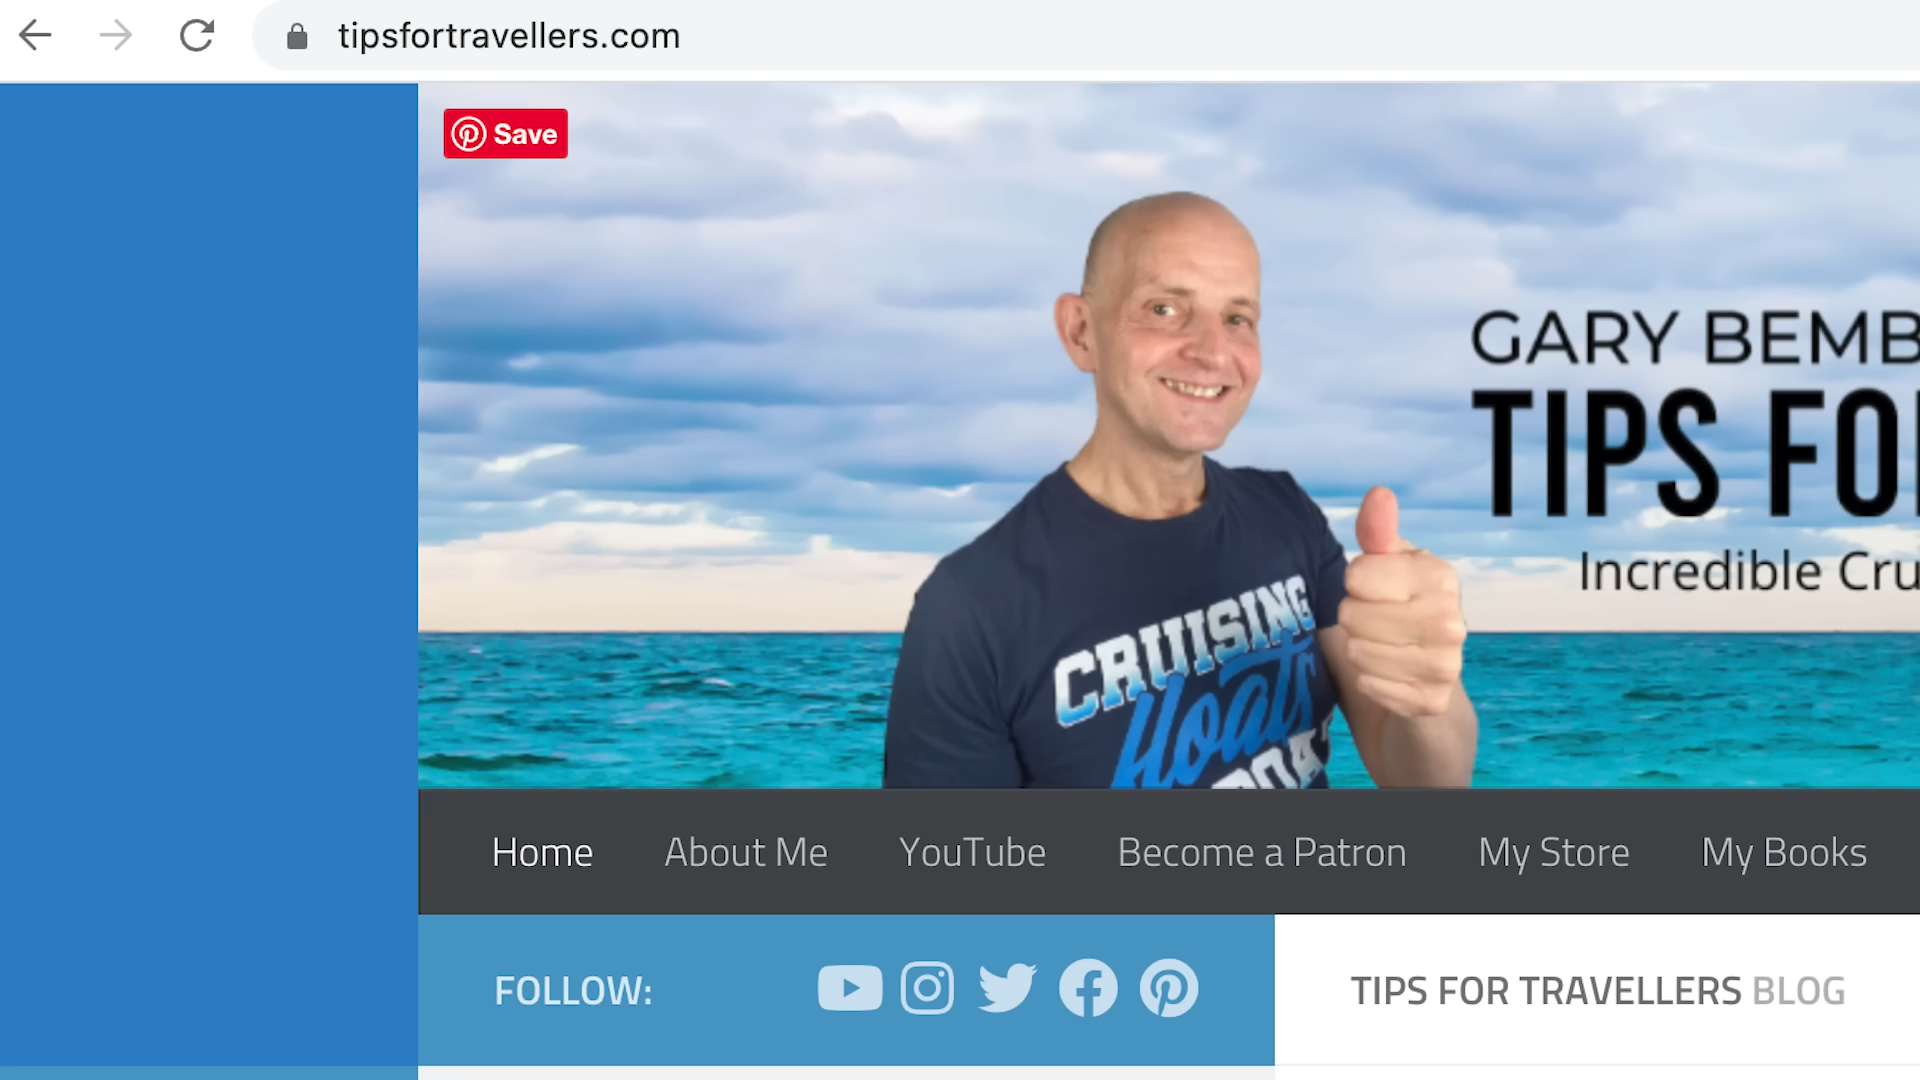 tipsfortravellers.com
Save
GARY BEMB
TIPS FO
Incredible Cru
CRUISING
floats
Home About Me YouTube Become a Patron My Store My Books
FOLLOW:
TIPS FOR TRAVELLERS BLOG